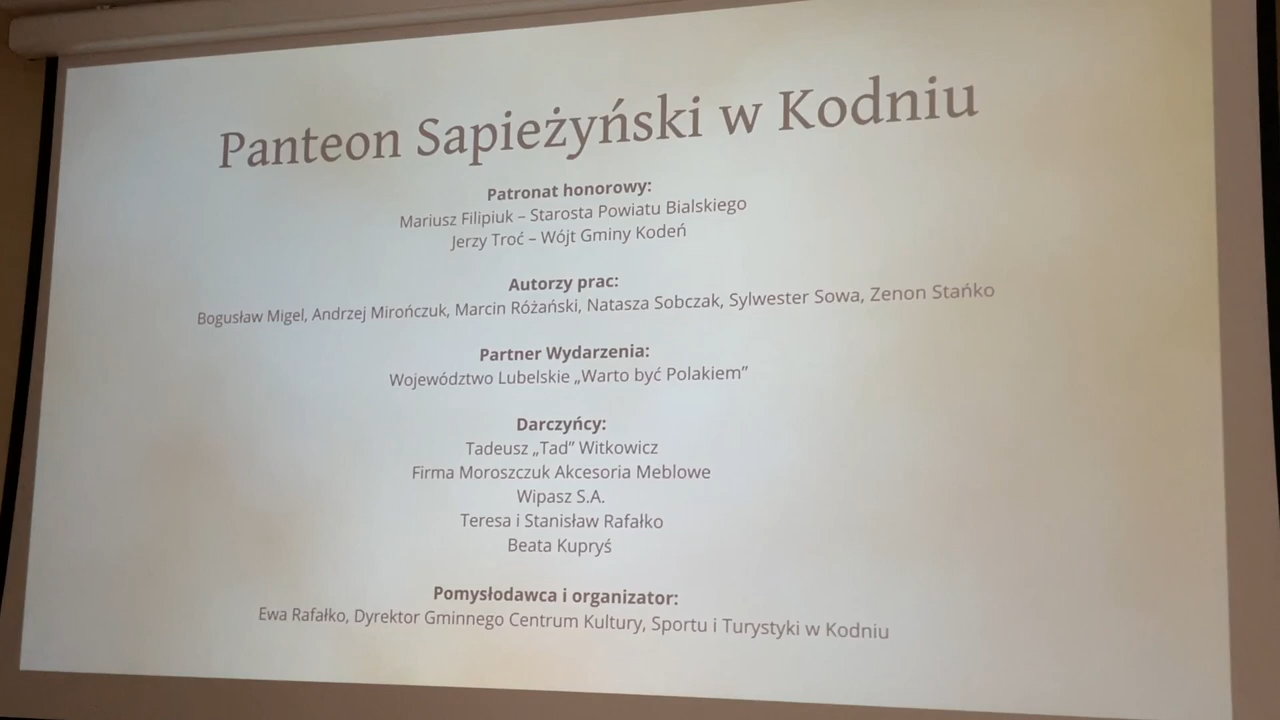 Panteon Sapieżyński w Kodniu
Patronat honorowy:
Mariusz Filipiuk – Starosta Powiatu Bialskiego
Jerzy Troć – Wójt Gminy Kodeń
Autorzy prac:
Bogusław Migel, Andrzej Mirończuk, Marcin Różański, Natasza Sobczak, Sylwester Sowa, Zenon Stańko
Partner Wydarzenia:
Województwo Lubelskie „Warto być Polakiem”
Darczyńcy:
Tadeusz „Tad” Witkowicz
Firma Moroszczuk Akcesoria Meblowe
Wipasz S.A.
Teresa i Stanisław Rafałko
Beata Kupryś
Pomysłodawca i organizator:
Ewa Rafałko, Dyrektor Gminnego Centrum Kultury, Sportu i Turystyki w Kodniu